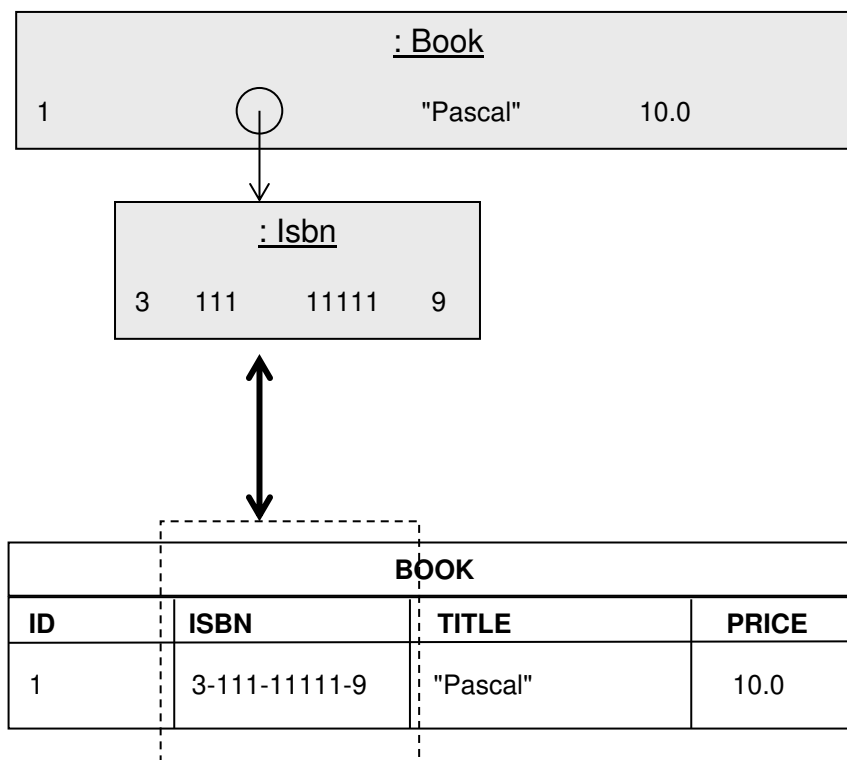 : Book
1 "Pascal" 10.0
: Isbn
3 111 11111 9
BOOK
ID ISBN TITLE PRICE
1 3-111-11111-9 "Pascal" 10.0